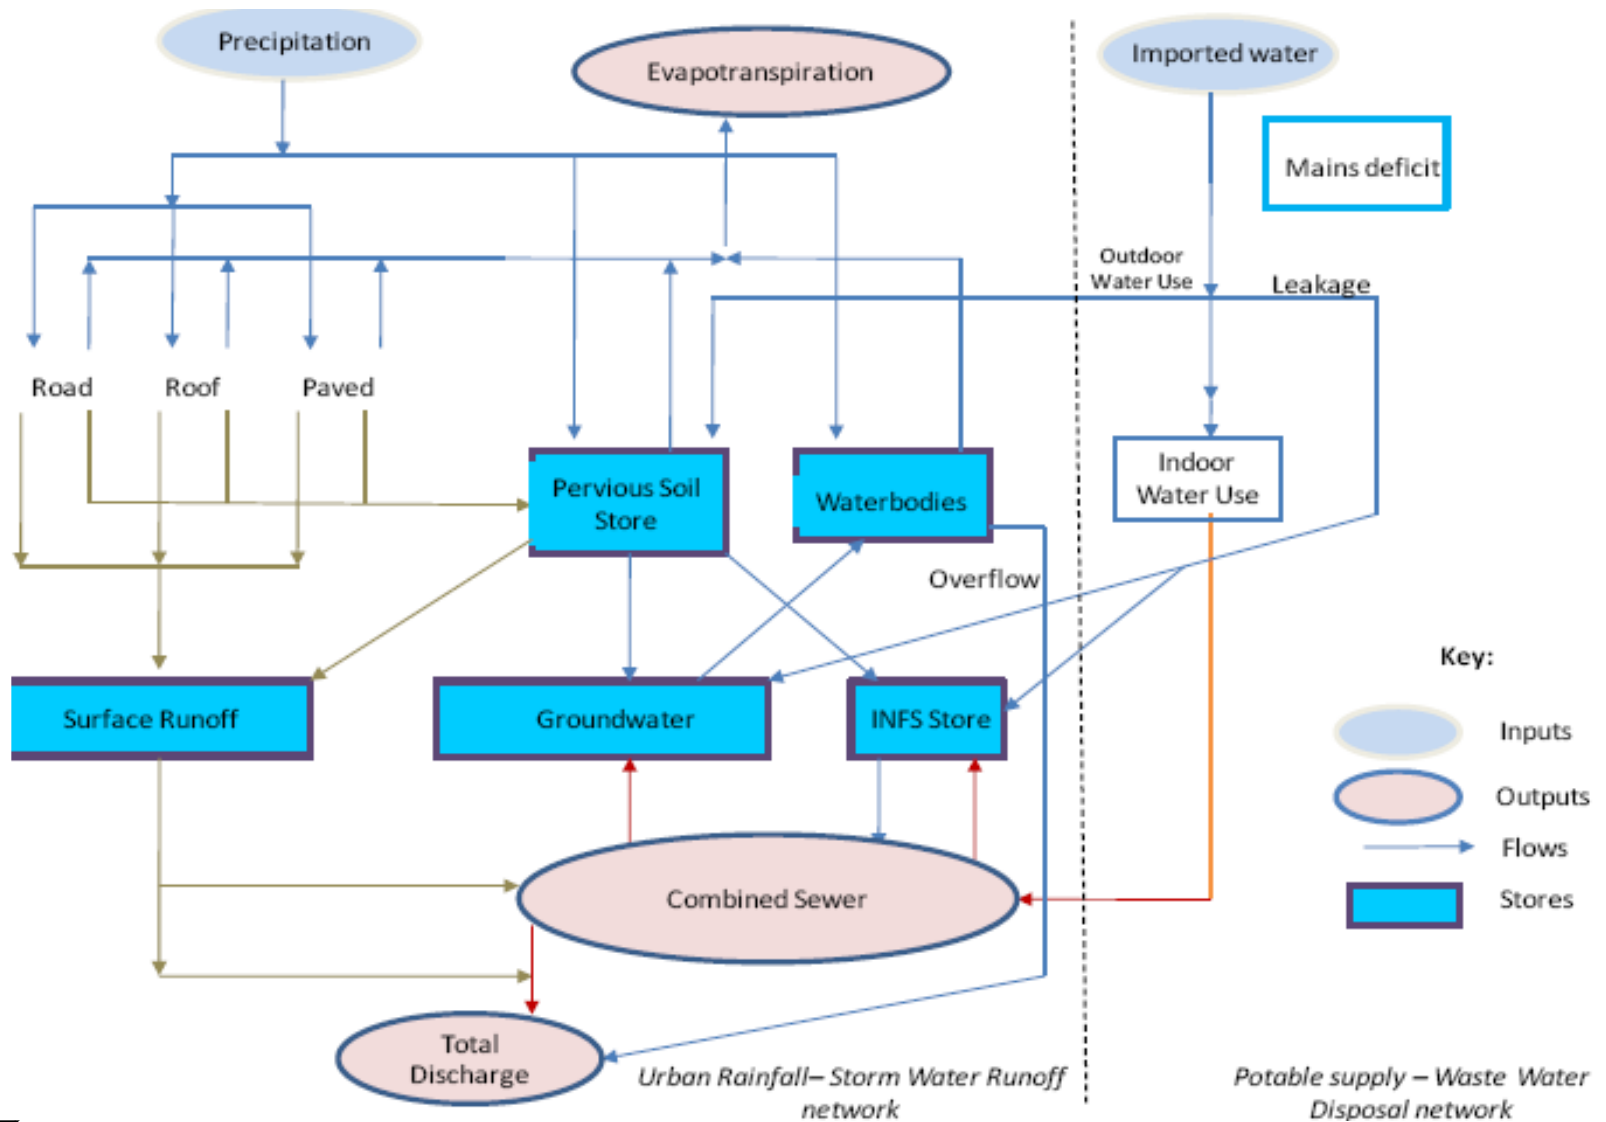 Precipitation
Evapotranspiration
Imported water
Mains deficit
Outdoor
Water Use
Leakage
Road
Roof
Paved
Indoor
Water Use
Pervious Soil
Store
Waterbodies
Overflow
Key:
Surface Runoff
Groundwater
INFS Store
Inputs
Outputs
Flows
Combined Sewer
Stores
Total
Discharge
Urban Rainfall– Storm Water Runoff
network
Potable supply – Waste Water
Disposal network